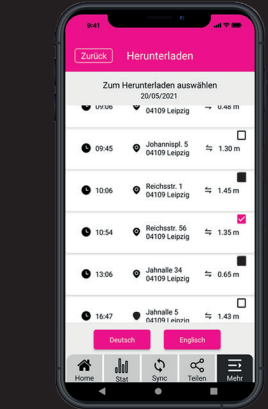 9:41
Zurück Herunterladen
Zum Herunterladen auswählen
20/05/2021
09:06 04109 Leipzig 0.48 m
09:45 Johannispl. 5 1.30 m
04109 Leipzig
10:06 Reichsstr. 1 1.45 m
04109 Leipzig
10:54 Reichsstr. 56 1.35 m
04109 Leipzig
13:06 Jahnalle 34 0.65 m
04109 Leipzig
16:47 Jahnalle 5 1.43 m
04109 Leipzig
Deutsch Englisch
Home Stat Sync Teilen Mehr